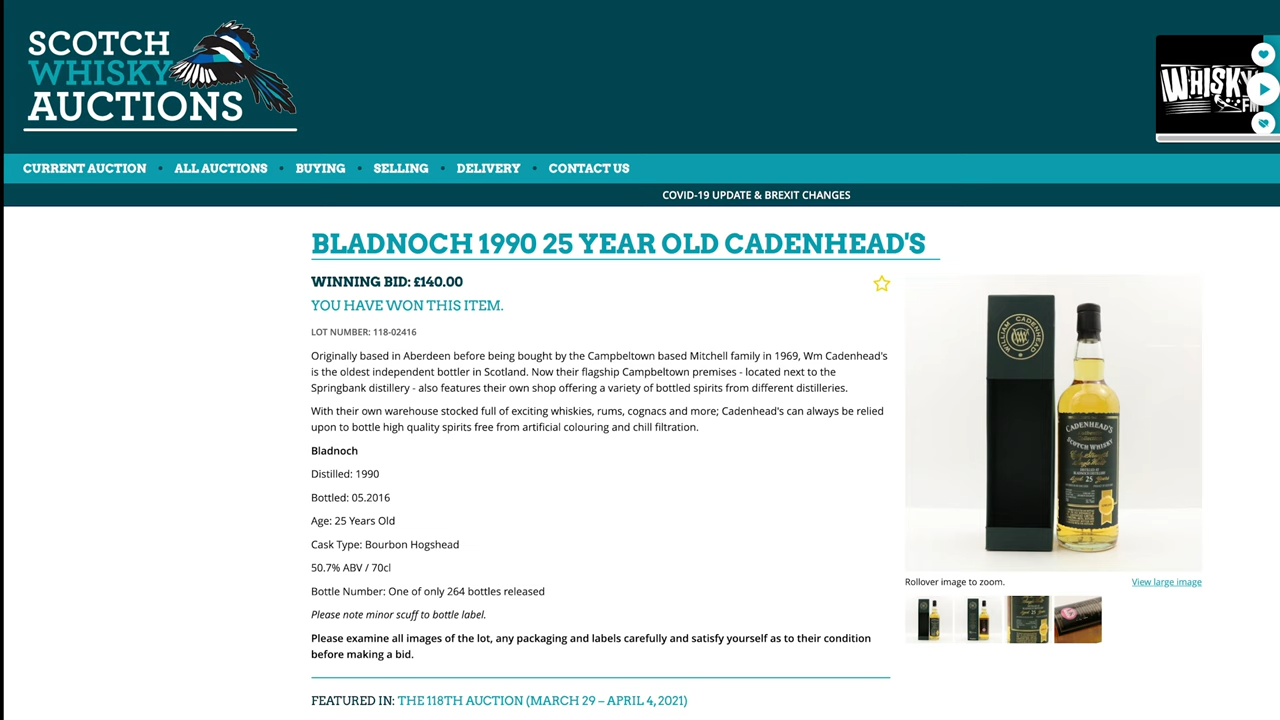 SCOTCH
WHISKY
AUCTIONS
WHISKY
FM
CURRENT AUCTION • ALL AUCTIONS • BUYING • SELLING • DELIVERY • CONTACT US
COVID-19 UPDATE & BREXIT CHANGES
BLADNOCH 1990 25 YEAR OLD CADENHEAD'S
WINNING BID: £140.00
YOU HAVE WON THIS ITEM.
LOT NUMBER: 118-02416
Originally based in Aberdeen before being bought by the Campbeltown based Mitchell family in 1969, Wm Cadenhead's
is the oldest independent bottler in Scotland. Now their flagship Campbeltown premises - located next to the
Springbank distillery - also features their own shop offering a variety of bottled spirits from different distilleries.
With their own warehouse stocked full of exciting whiskies, rums, cognacs and more; Cadenhead's can always be relied
upon to bottle high quality spirits free from artificial colouring and chill filtration.
Bladnoch
Distilled: 1990
Bottled: 05.2016
Age: 25 Years Old
Cask Type: Bourbon Hogshead
50.7% ABV / 70cl
Bottle Number: One of only 264 bottles released
Please note minor scuff to bottle label.
Please examine all images of the lot, any packaging and labels carefully and satisfy yourself as to their condition
before making a bid.
FEATURED IN: THE 118TH AUCTION (MARCH 29 – APRIL 4, 2021)
WILLIAM CADENHEAD
CADENHEAD'S
SCOTCH WHISKY
Aged 25 Years
Rollover image to zoom.
View large image